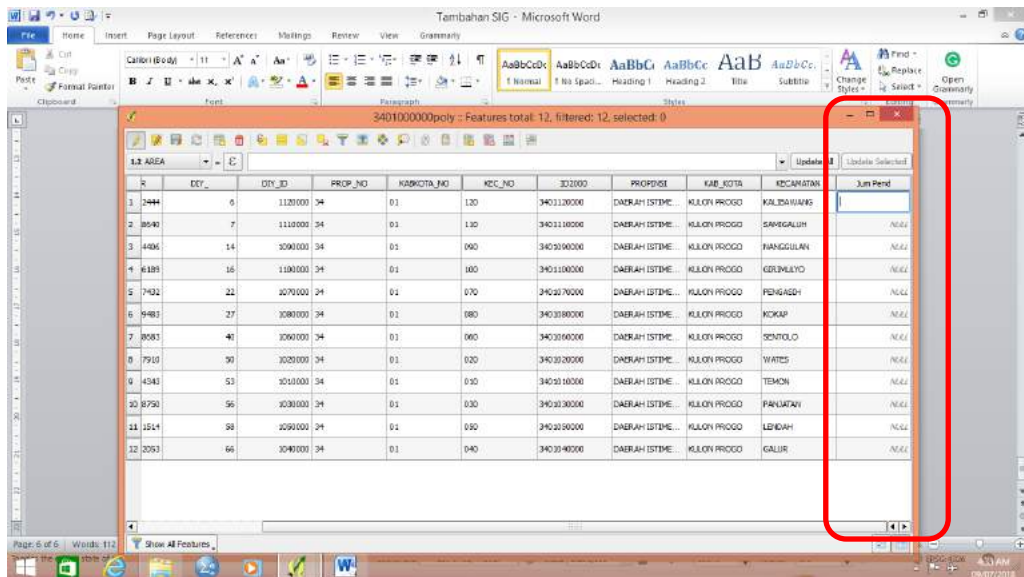 Tambahan SIG - Microsoft Word
File Home Insert Page Layout References Mailings Review View Grammarly
Cut
Copy
Format Painter
Paste
Clipboard
Calibri (Body) 11
B I U abe x, x'
Font
Paragraph
AaBbCcDc AaBbCcDc AaBbC AaBbCc AaB AaBbCc.
¶ Normal ¶ No Spaci... Heading 1 Heading 2 Title Subtitle
Change Styles
Styles
Find
Replace
Select
Editing
Open Grammarly
3401000000poly :: Features total: 12, filtered: 12, selected: 0
1.2 AREA = ε Update All Update Selected
R DIY_ DIY_ID PROP_NO KABKOTA_NO KEC_NO ID2000 PROPINSI KAB_KOTA KECAMATAN Jum Pend
1 2444 6 1120000 34 01 120 3401120000 DAERAH ISTIME... KULON PROGO KALIBAWANG
2 8640 7 1110000 34 01 110 3401110000 DAERAH ISTIME... KULON PROGO SAMIGALUH NULL
3 4406 14 1090000 34 01 090 3401090000 DAERAH ISTIME... KULON PROGO NANGGULAN NULL
4 6189 16 1100000 34 01 100 3401100000 DAERAH ISTIME... KULON PROGO GIRIMULYO NULL
5 7432 22 1070000 34 01 070 3401070000 DAERAH ISTIME... KULON PROGO PENGASIH NULL
6 9483 27 1080000 34 01 080 3401080000 DAERAH ISTIME... KULON PROGO KOKAP NULL
7 8683 40 1060000 34 01 060 3401060000 DAERAH ISTIME... KULON PROGO SENTOLO NULL
8 7910 50 1020000 34 01 020 3401020000 DAERAH ISTIME... KULON PROGO WATES NULL
9 4343 53 1010000 34 01 010 3401010000 DAERAH ISTIME... KULON PROGO TEMON NULL
10 8750 56 1030000 34 01 030 3401030000 DAERAH ISTIME... KULON PROGO PANJATAN NULL
11 1514 58 1050000 34 01 050 3401050000 DAERAH ISTIME... KULON PROGO LENDAH NULL
12 2053 66 1040000 34 01 040 3401040000 DAERAH ISTIME... KULON PROGO GALUR NULL
Show All Features
Page: 6 of 6 Words: 112
AM
09/07/2018